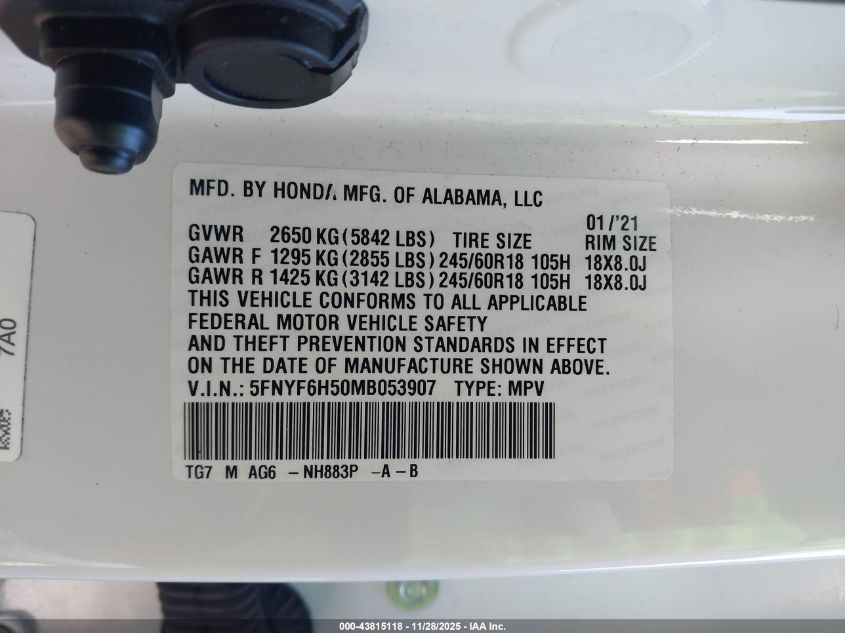 MFD. BY HONDA MFG. OF ALABAMA, LLC
01/'21
GVWR 2650 KG (5842 LBS) TIRE SIZE RIM SIZE
GAWR F 1295 KG (2855 LBS) 245/60R18 105H 18X8.0J
GAWR R 1425 KG (3142 LBS) 245/60R18 105H 18X8.0J
THIS VEHICLE CONFORMS TO ALL APPLICABLE
FEDERAL MOTOR VEHICLE SAFETY
AND THEFT PREVENTION STANDARDS IN EFFECT
ON THE DATE OF MANUFACTURE SHOWN ABOVE.
V.I.N.: 5FNYF6H50MB053907 TYPE: MPV
TG7 M AG6 -NH883P -A-B
7A0
000-43815118 - 11/28/2025 - IAA Inc.